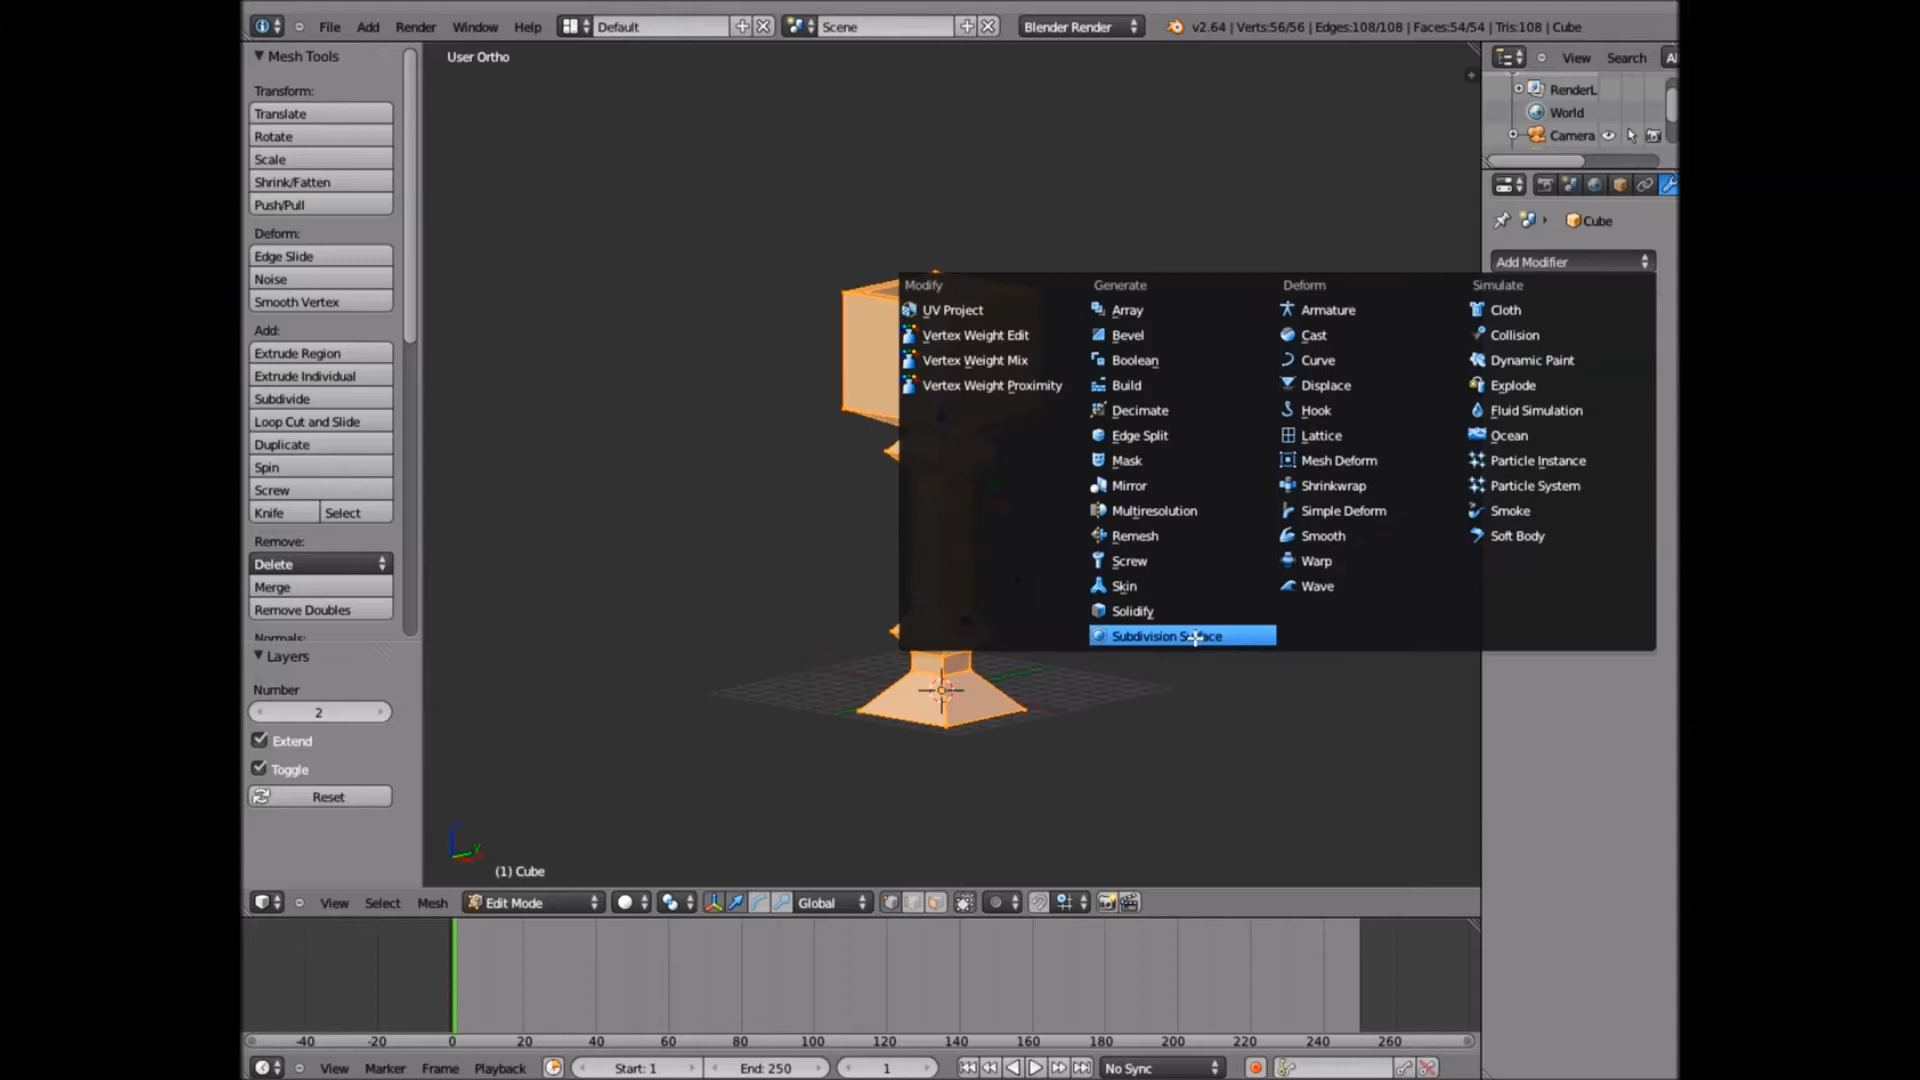 File Add Render Window Help Default Scene Blender Render v2.64 | Verts:56/56 | Edges:108/108 | Faces:54/54 | Tris:108 | Cube
Mesh Tools
Transform:
Translate
Rotate
Scale
Shrink/Fatten
Push/Pull
Deform:
Edge Slide
Noise
Smooth Vertex
Add:
Extrude Region
Extrude Individual
Subdivide
Loop Cut and Slide
Duplicate
Spin
Screw
Knife Select
Remove:
Delete
Merge
Remove Doubles
Normals:
Layers
Number
2
Extend
Toggle
Reset
User Ortho
(1) Cube
Modify
UV Project
Vertex Weight Edit
Vertex Weight Mix
Vertex Weight Proximity
Generate
Array
Bevel
Boolean
Build
Decimate
Edge Split
Mask
Mirror
Multiresolution
Remesh
Screw
Skin
Solidify
Subdivision Surface
Deform
Armature
Cast
Curve
Displace
Hook
Lattice
Mesh Deform
Shrinkwrap
Simple Deform
Smooth
Warp
Wave
Simulate
Cloth
Collision
Dynamic Paint
Explode
Fluid Simulation
Ocean
Particle Instance
Particle System
Smoke
Soft Body
View Search Al
RenderL
World
Camera
Cube
Add Modifier
View Select Mesh Edit Mode Global
-40 -20 0 20 40 60 80 100 120 140 160 180 200 220 240 260
View Marker Frame Playback Start: 1 End: 250 1 No Sync